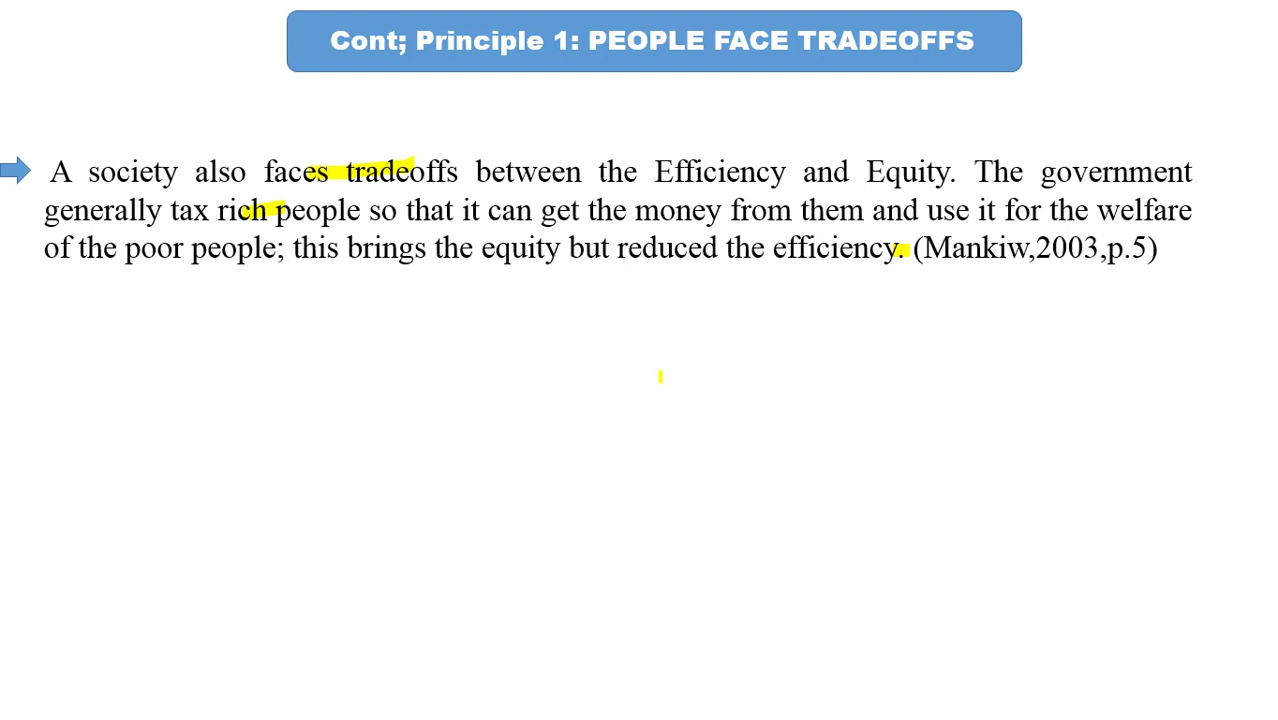 Cont; Principle 1: PEOPLE FACE TRADEOFFS
A society also faces tradeoffs between the Efficiency and Equity. The government
generally tax rich people so that it can get the money from them and use it for the welfare
of the poor people; this brings the equity but reduced the efficiency. (Mankiw,2003,p.5)